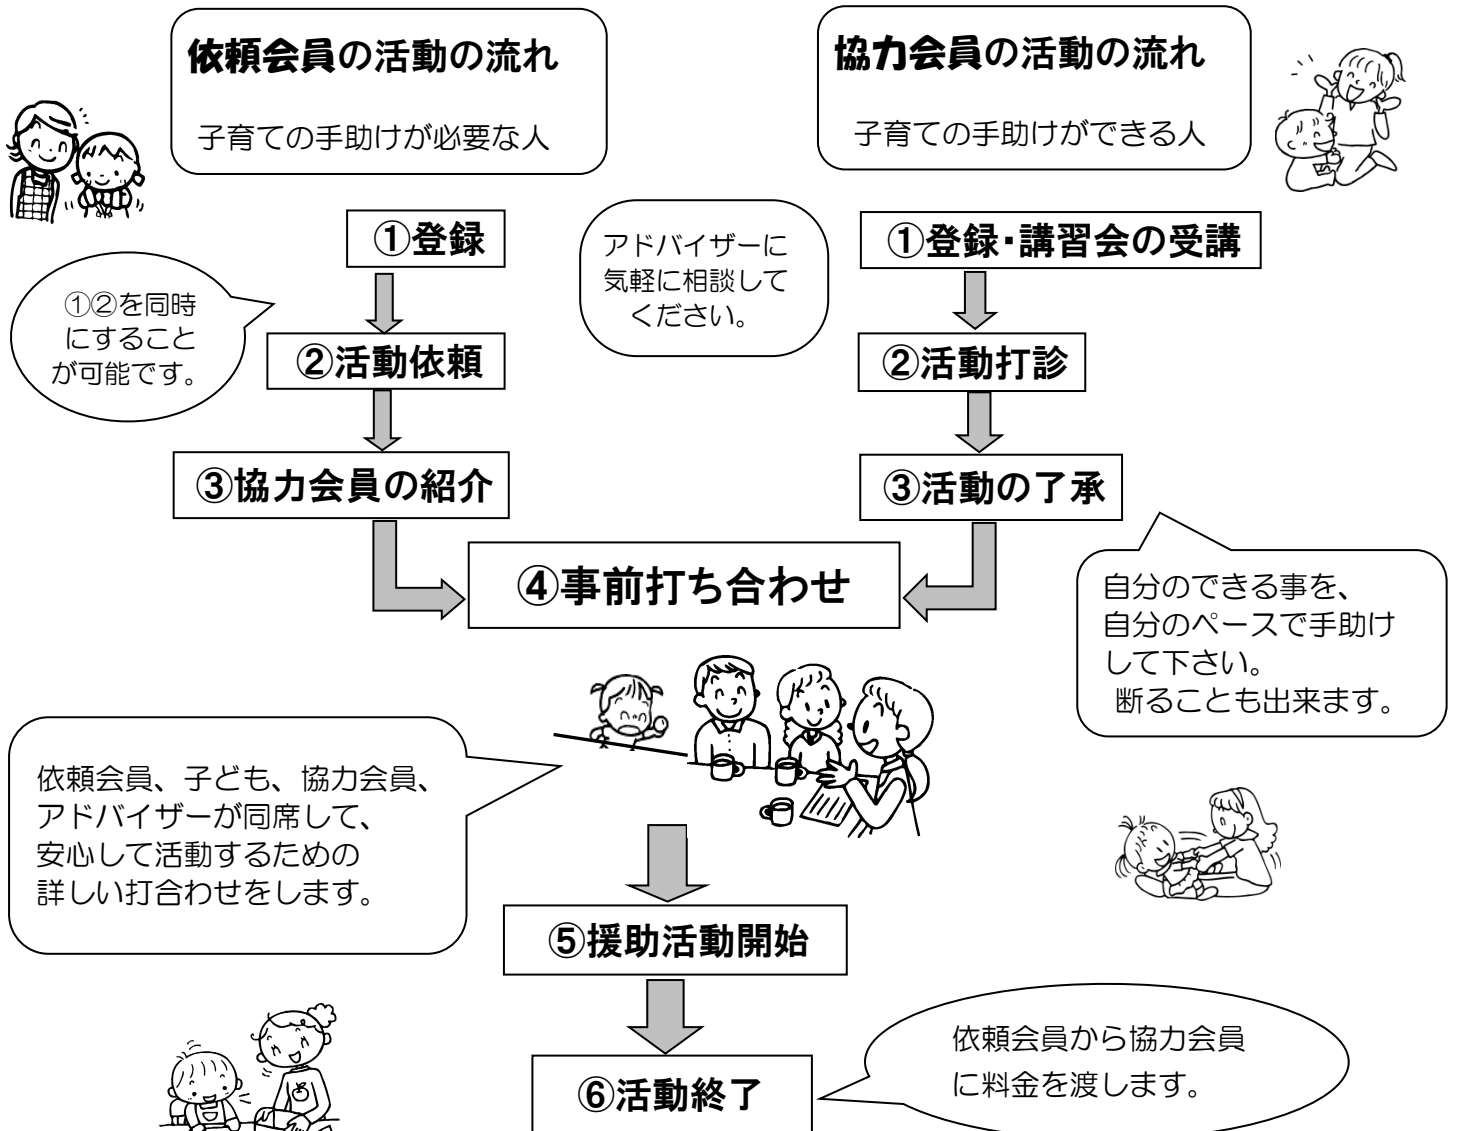 依頼会員の活動の流れ
子育ての手助けが必要な人
協力会員の活動の流れ
子育ての手助けができる人
①登録
アドバイザーに
気軽に相談して
ください。
①登録・講習会の受講
①②を同時
にすること
が可能です。
②活動依頼
②活動打診
③協力会員の紹介
③活動の了承
④事前打ち合わせ
自分のできる事を、
自分のペースで手助け
して下さい。
断ることも出来ます。
依頼会員、子ども、協力会員、
アドバイザーが同席して、
安心して活動するための
詳しい打合わせをします。
⑤援助活動開始
⑥活動終了
依頼会員から協力会員
に料金を渡します。